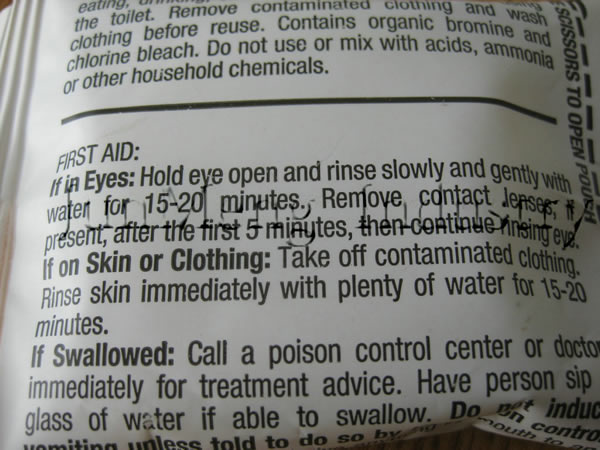 eating, drinking,
the toilet. Remove contaminated clothing and wash
clothing before reuse. Contains organic bromine and
chlorine bleach. Do not use or mix with acids, ammonia
or other household chemicals.
SCISSORS TO OPEN POUCH
FIRST AID:
If in Eyes: Hold eye open and rinse slowly and gently with
water for 15-20 minutes. Remove contact lenses, if
present, after the first 5 minutes, then continue rinsing eye.
If on Skin or Clothing: Take off contaminated clothing.
Rinse skin immediately with plenty of water for 15-20
minutes.
If Swallowed: Call a poison control center or doctor
immediately for treatment advice. Have person sip
glass of water if able to swallow. Do not induc
vomiting unless told to do so by